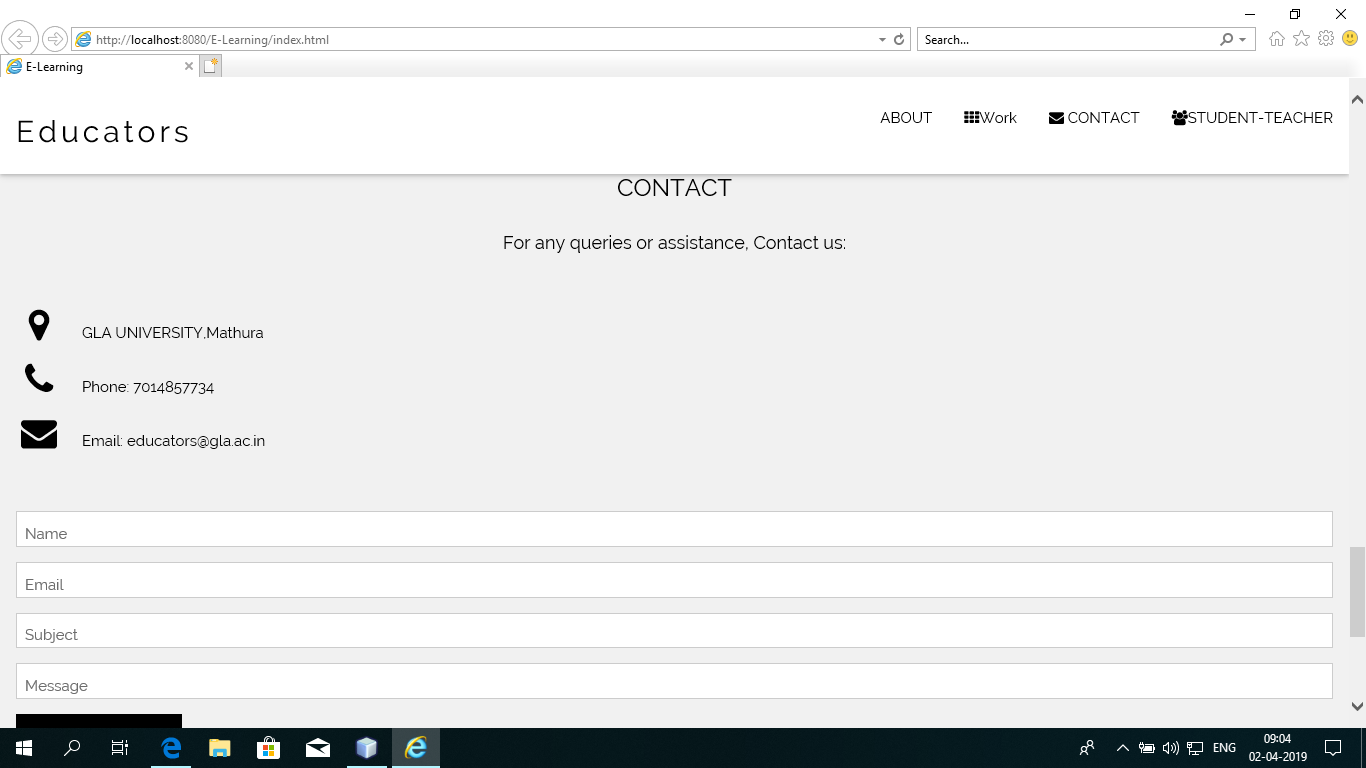 http://localhost:8080/E-Learning/index.html
Search...
E-Learning
Educators
ABOUT
Work
CONTACT
STUDENT-TEACHER
CONTACT
For any queries or assistance, Contact us:
GLA UNIVERSITY,Mathura
Phone: 7014857734
Email: educators@gla.ac.in
Name
Email
Subject
Message
ENG
09:04
02-04-2019